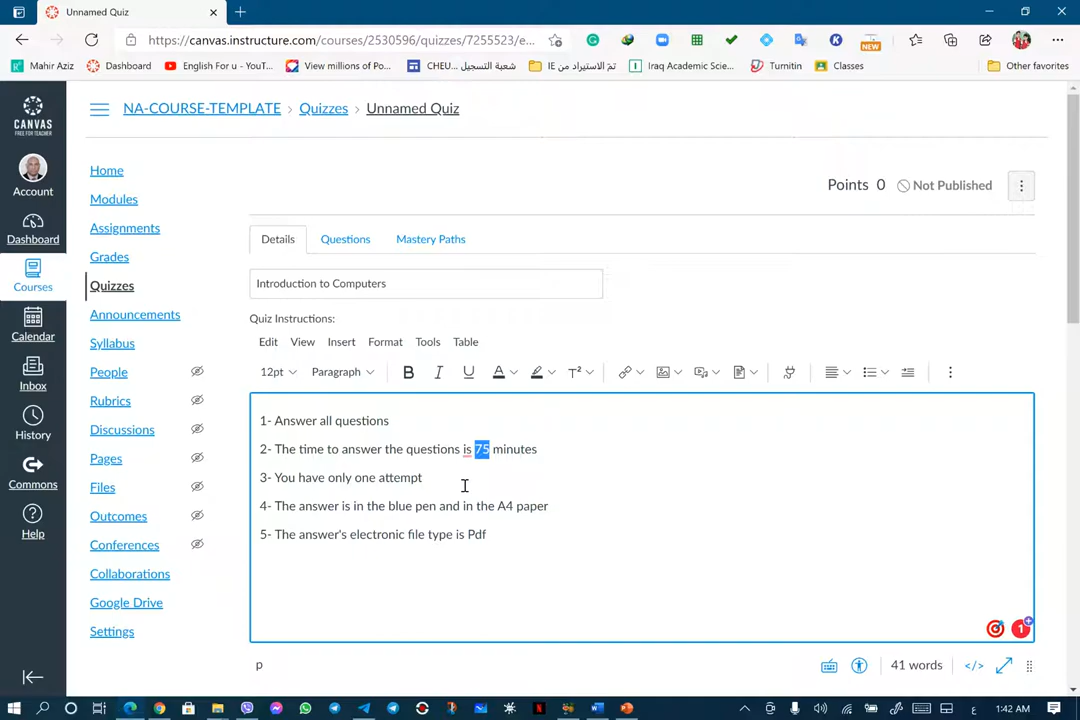 Unnamed Quiz
https://canvas.instructure.com/courses/2530596/quizzes/7255523/e...
NEW
Mahir Aziz
Dashboard
English For u - YouT...
View millions of Po...
CHEU... شعبة التسجيل
تم الاستيراد من IE
Iraq Academic Scie...
Turnitin
Classes
Other favorites
CANVAS
FREE FOR TEACHER
Account
Dashboard
Courses
Calendar
Inbox
History
Commons
Help
NA-COURSE-TEMPLATE › Quizzes › Unnamed Quiz
Home
Modules
Assignments
Grades
Quizzes
Announcements
Syllabus
People
Rubrics
Discussions
Pages
Files
Outcomes
Conferences
Collaborations
Google Drive
Settings
Points 0 Not Published
Details Questions Mastery Paths
Introduction to Computers
Quiz Instructions:
Edit View Insert Format Tools Table
12pt Paragraph B I U A T²
1- Answer all questions
2- The time to answer the questions is 75 minutes
3- You have only one attempt
4- The answer is in the blue pen and in the A4 paper
5- The answer's electronic file type is Pdf
1
p
41 words </>
ع 1:42 AM